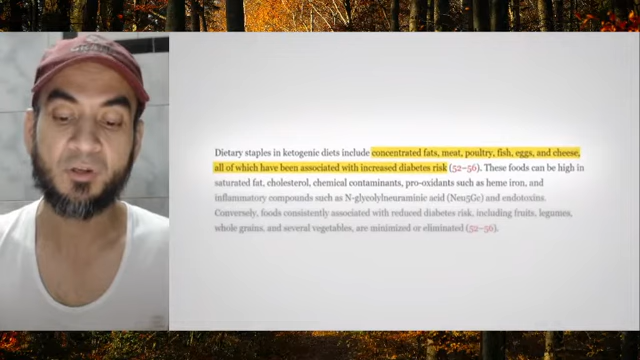 Dietary staples in ketogenic diets include concentrated fats, meat, poultry, fish, eggs, and cheese,
all of which have been associated with increased diabetes risk (52–56). These foods can be high in
saturated fat, cholesterol, chemical contaminants, pro-oxidants such as heme iron, and
inflammatory compounds such as N-glycolylneuraminic acid (Neu5Gc) and endotoxins.
Conversely, foods consistently associated with reduced diabetes risk, including fruits, legumes,
whole grains, and several vegetables, are minimized or eliminated (52–56).